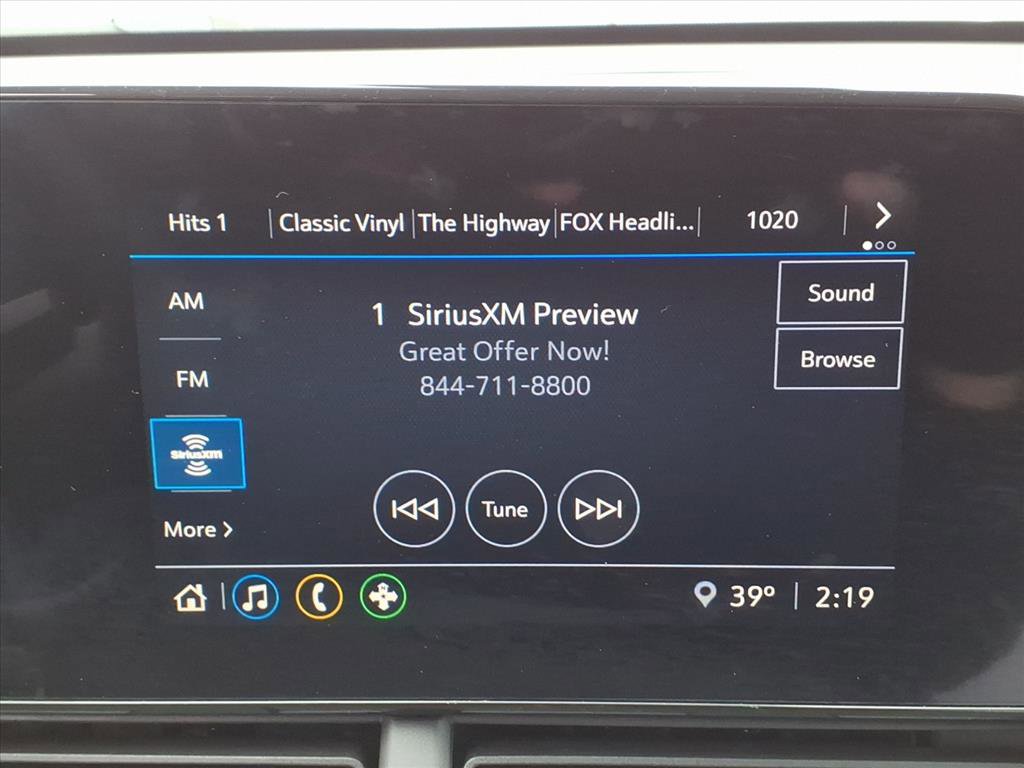 Hits 1 Classic Vinyl The Highway FOX Headli... 1020
AM
1 SiriusXM Preview
Sound
Great Offer Now!
Browse
FM
844-711-8800
SiriusXM
Tune
More
39° 2:19